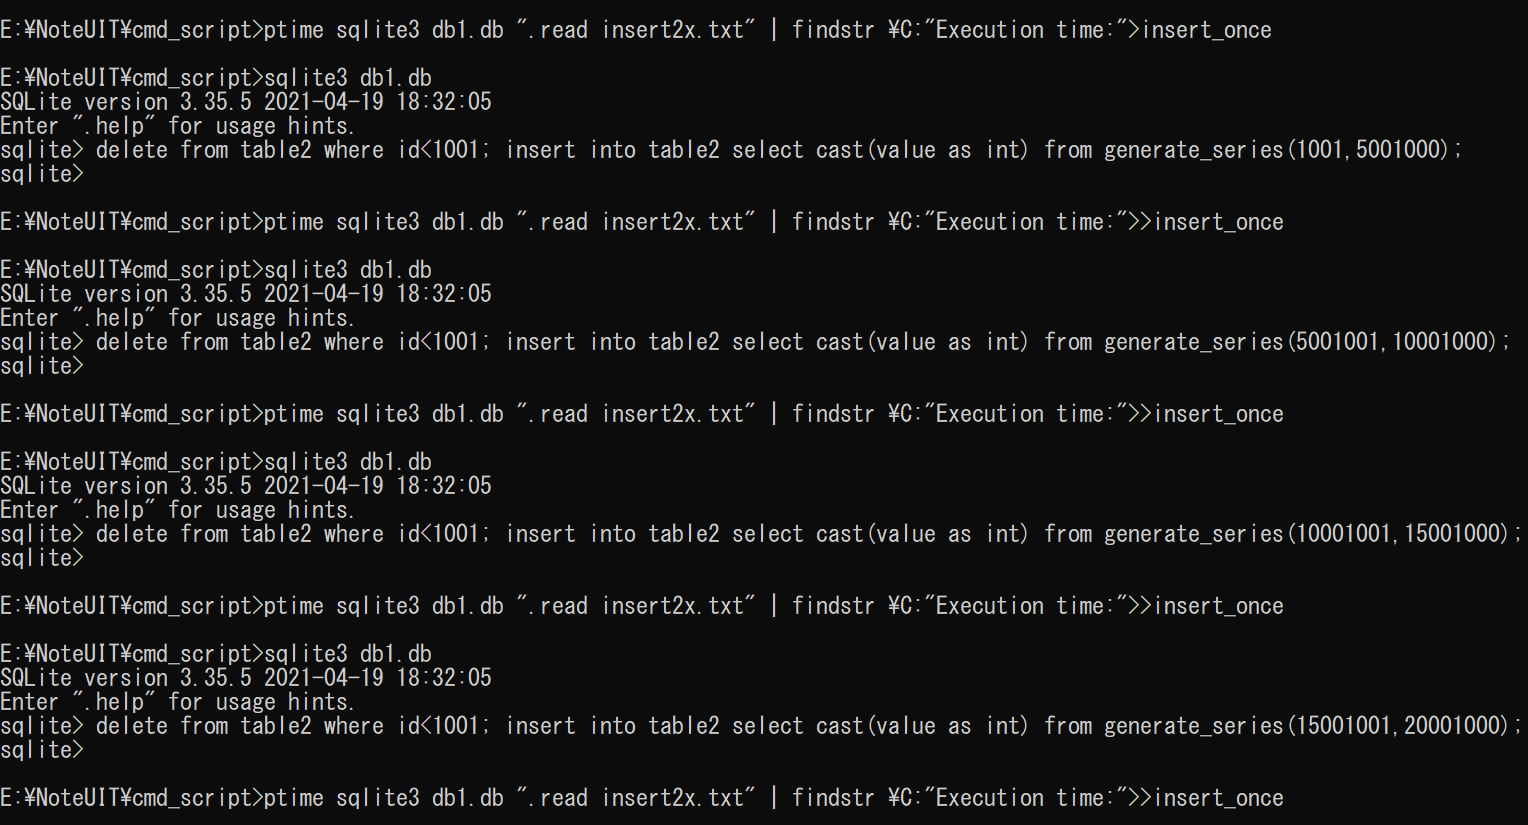 E:¥NoteUIT¥cmd_script>ptime sqlite3 db1.db ".read insert2x.txt" | findstr ¥C:"Execution time:">insert_once
E:¥NoteUIT¥cmd_script>sqlite3 db1.db
SQLite version 3.35.5 2021-04-19 18:32:05
Enter ".help" for usage hints.
sqlite> delete from table2 where id<1001; insert into table2 select cast(value as int) from generate_series(1001,5001000);
sqlite>
E:¥NoteUIT¥cmd_script>ptime sqlite3 db1.db ".read insert2x.txt" | findstr ¥C:"Execution time:">>insert_once
E:¥NoteUIT¥cmd_script>sqlite3 db1.db
SQLite version 3.35.5 2021-04-19 18:32:05
Enter ".help" for usage hints.
sqlite> delete from table2 where id<1001; insert into table2 select cast(value as int) from generate_series(5001001,10001000);
sqlite>
E:¥NoteUIT¥cmd_script>ptime sqlite3 db1.db ".read insert2x.txt" | findstr ¥C:"Execution time:">>insert_once
E:¥NoteUIT¥cmd_script>sqlite3 db1.db
SQLite version 3.35.5 2021-04-19 18:32:05
Enter ".help" for usage hints.
sqlite> delete from table2 where id<1001; insert into table2 select cast(value as int) from generate_series(10001001,15001000);
sqlite>
E:¥NoteUIT¥cmd_script>ptime sqlite3 db1.db ".read insert2x.txt" | findstr ¥C:"Execution time:">>insert_once
E:¥NoteUIT¥cmd_script>sqlite3 db1.db
SQLite version 3.35.5 2021-04-19 18:32:05
Enter ".help" for usage hints.
sqlite> delete from table2 where id<1001; insert into table2 select cast(value as int) from generate_series(15001001,20001000);
sqlite>
E:¥NoteUIT¥cmd_script>ptime sqlite3 db1.db ".read insert2x.txt" | findstr ¥C:"Execution time:">>insert_once